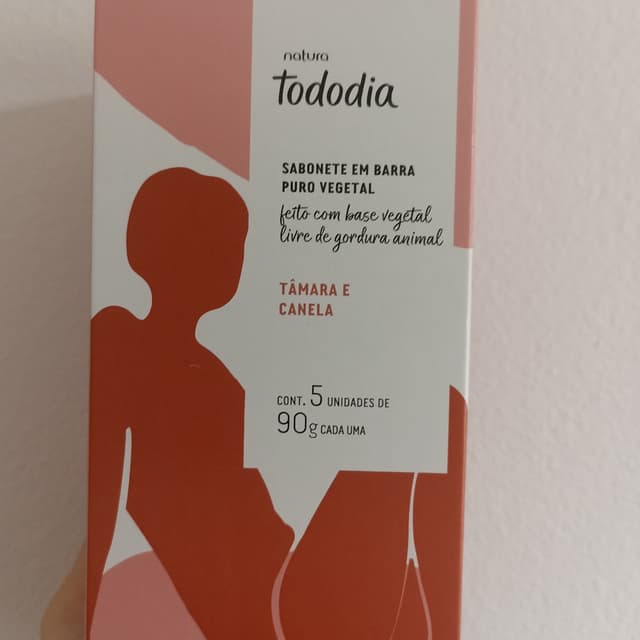 natura
Tododia
SABONETE EM BARRA
PURO VEGETAL
feito com base vegetal
livre de gordura animal
TÂMARA E
CANELA
CONT. 5 UNIDADES DE
90g CADA UMA